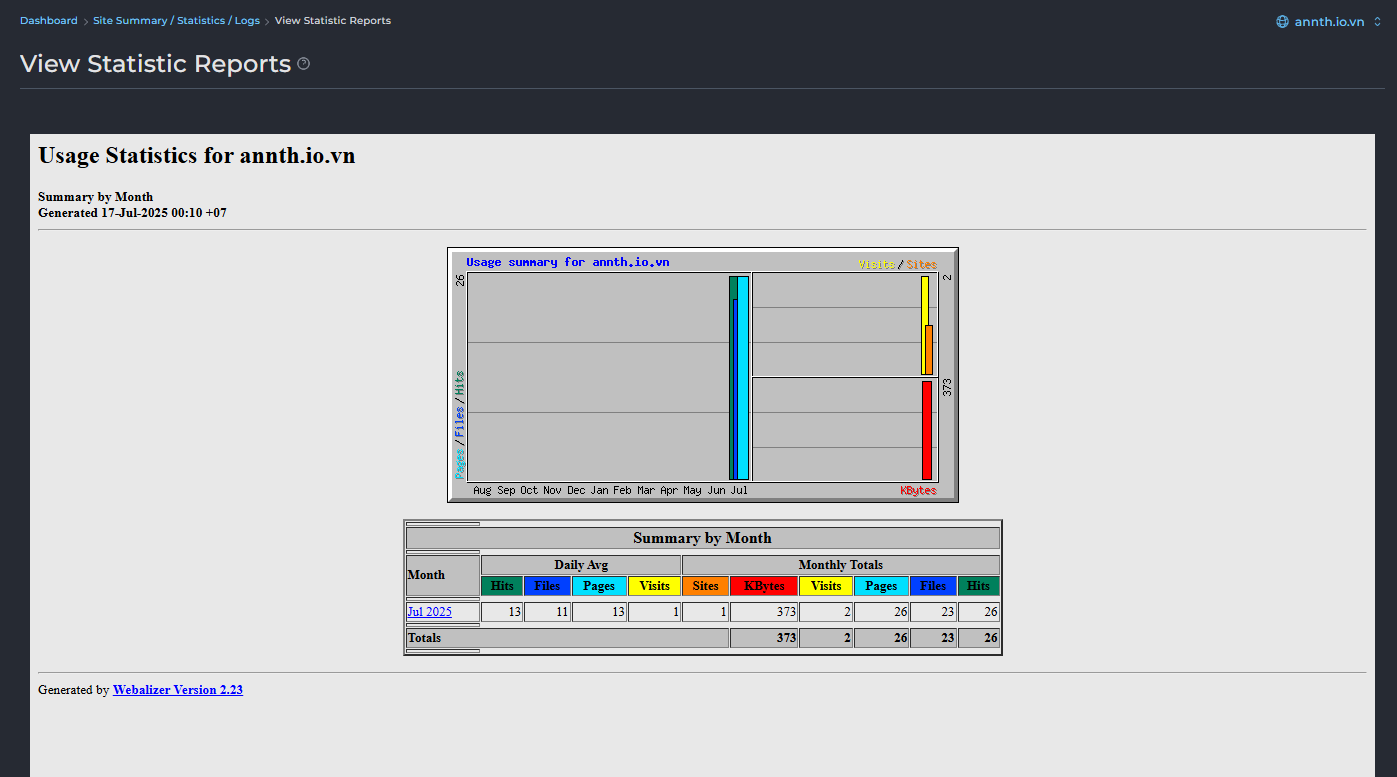 Dashboard > Site Summary / Statistics / Logs > View Statistic Reports
annth.io.vn
View Statistic Reports
Usage Statistics for annth.io.vn
Summary by Month
Generated 17-Jul-2025 00:10 +07
Usage summary for annth.io.vn
Visits / Sites
26
2
Pages / Files / Hits
373
Aug Sep Oct Nov Dec Jan Feb Mar Apr May Jun Jul
KBytes
Summary by Month
Month Daily Avg Monthly Totals
Hits Files Pages Visits Sites KBytes Visits Pages Files Hits
Jul 2025 13 11 13 1 1 373 2 26 23 26
Totals 373 2 26 23 26
Generated by Webalizer Version 2.23